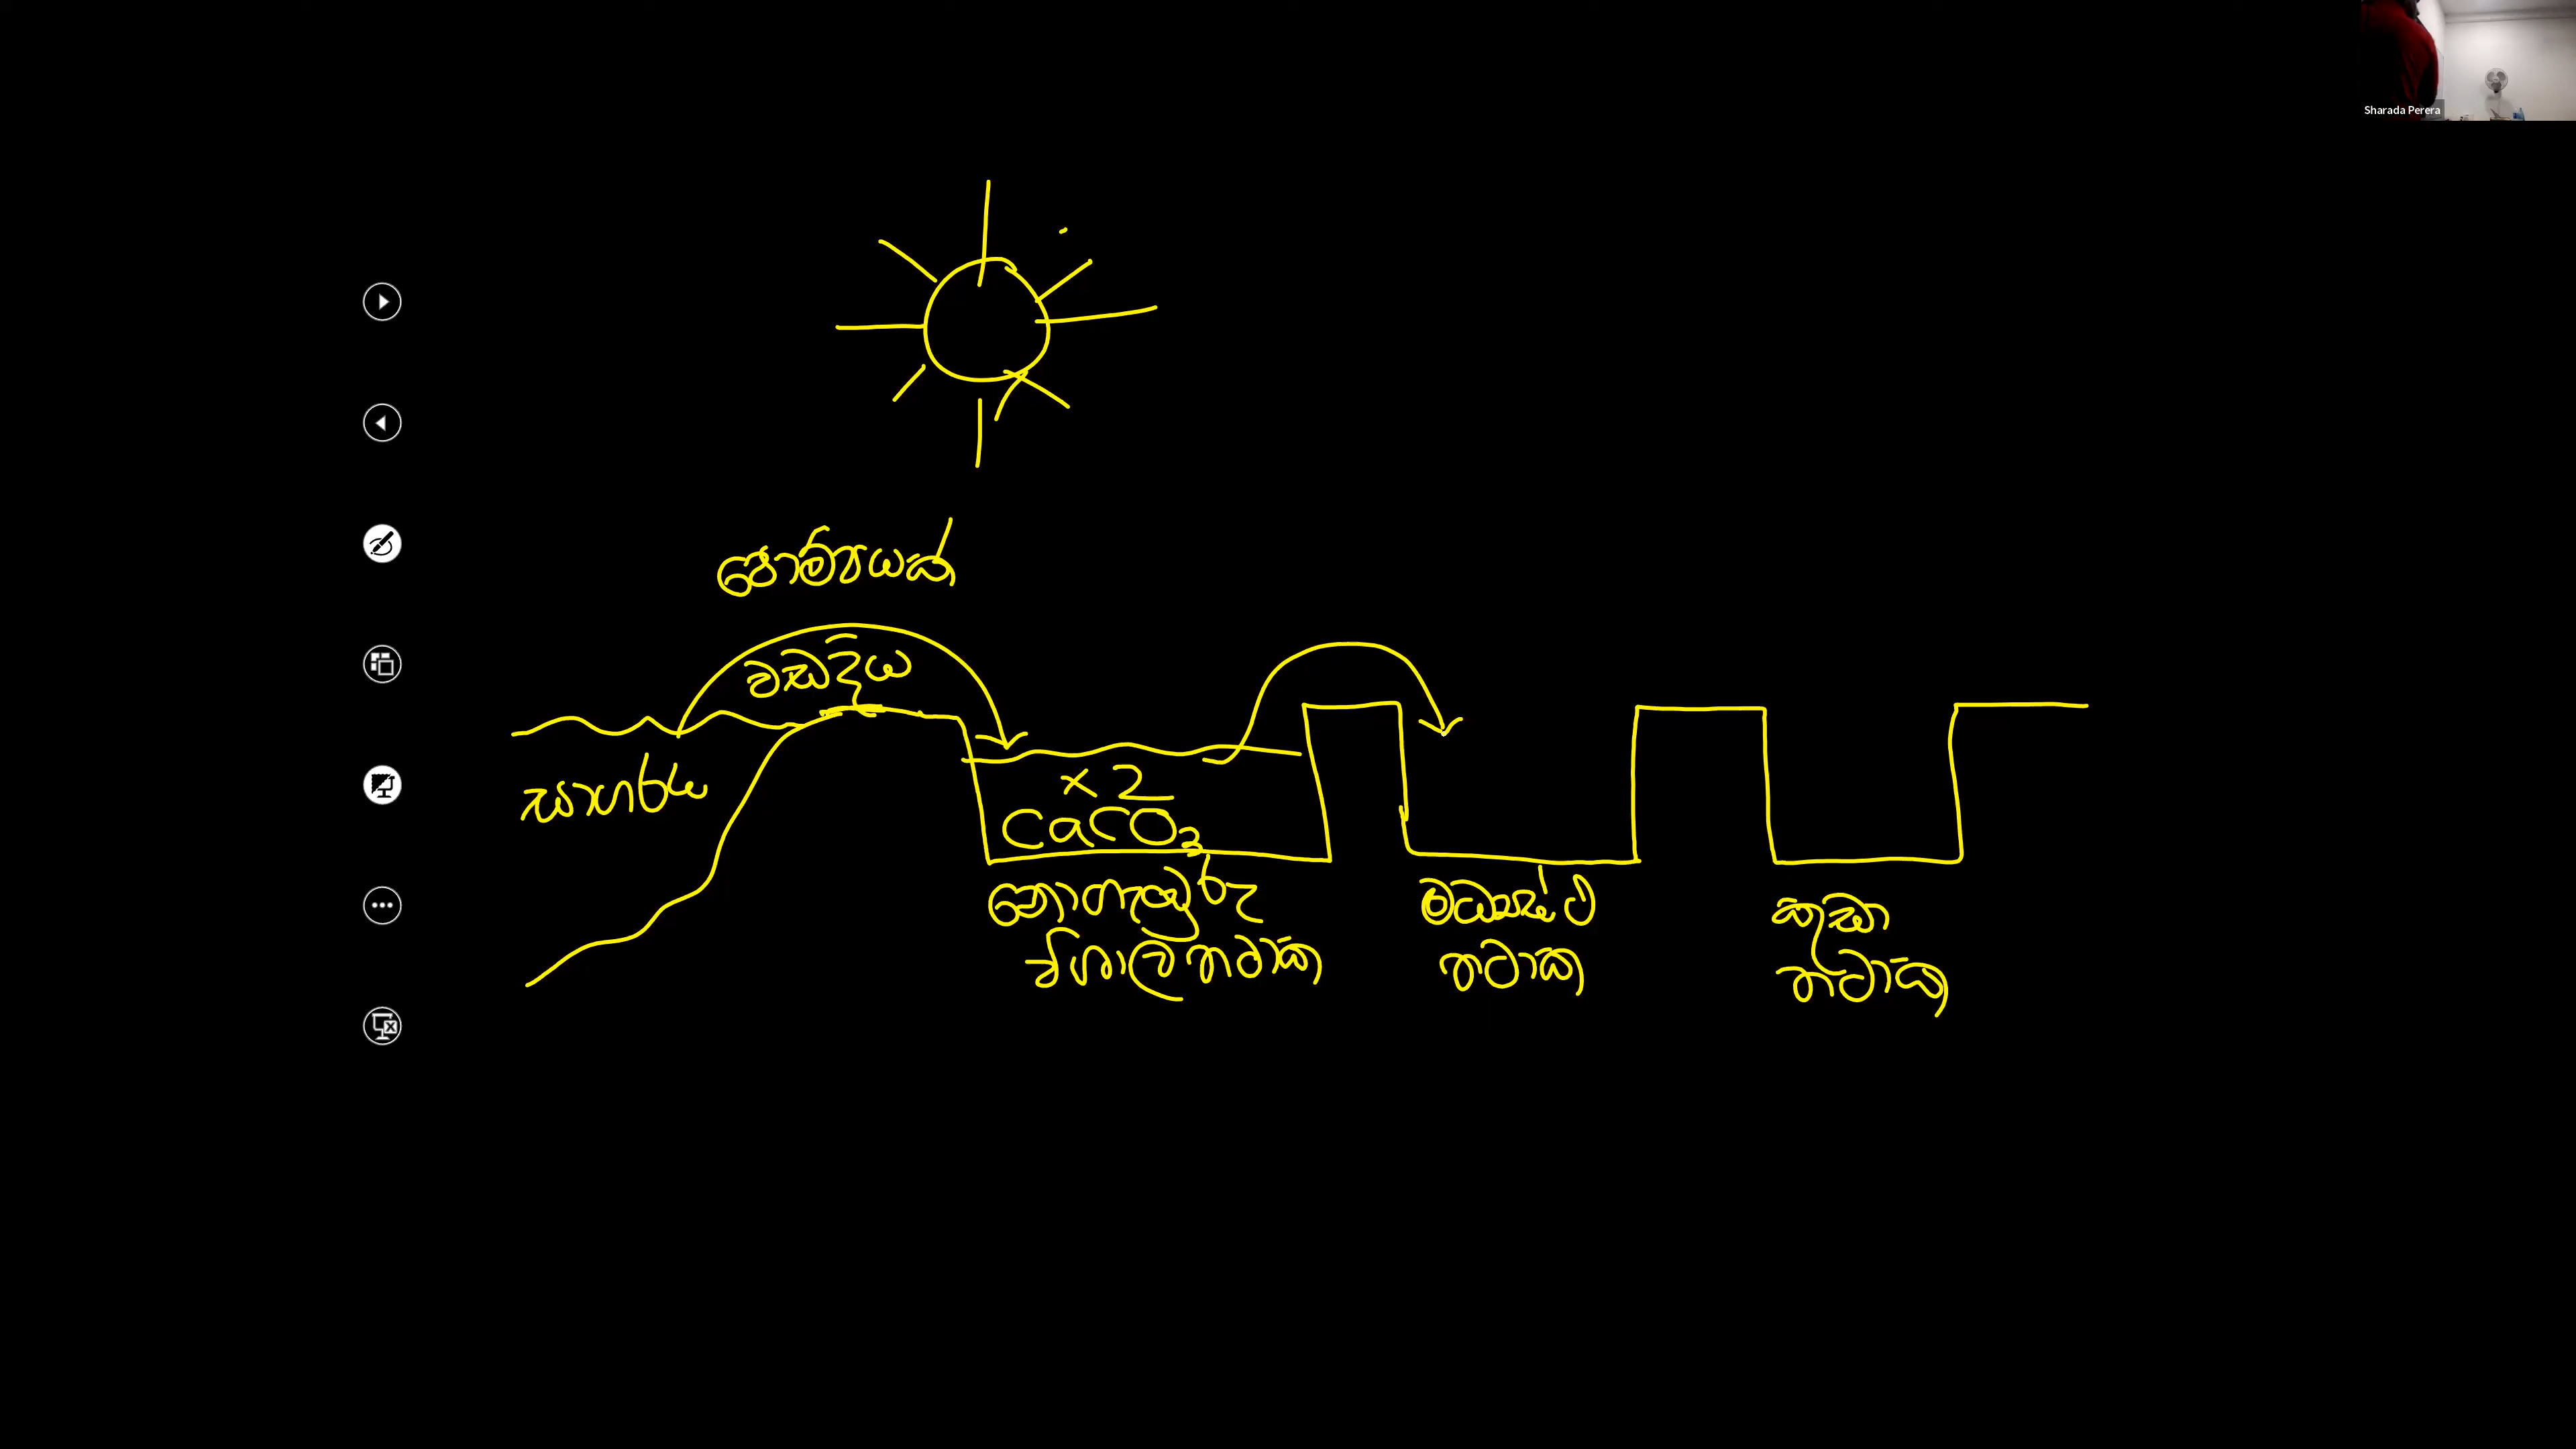 Sharada Perera
පොම්පයක්
වඩදිය
සාගරය
x 2
CaCO3
නොගැඹුරු
විශාල තටාක
මධ්‍යස්ථ
තටාක
කුඩා
තටාක